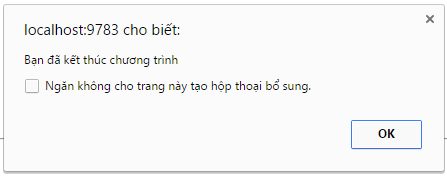 localhost:9783 cho biết:
Bạn đã kết thúc chương trình
Ngăn không cho trang này tạo hộp thoại bổ sung.
OK